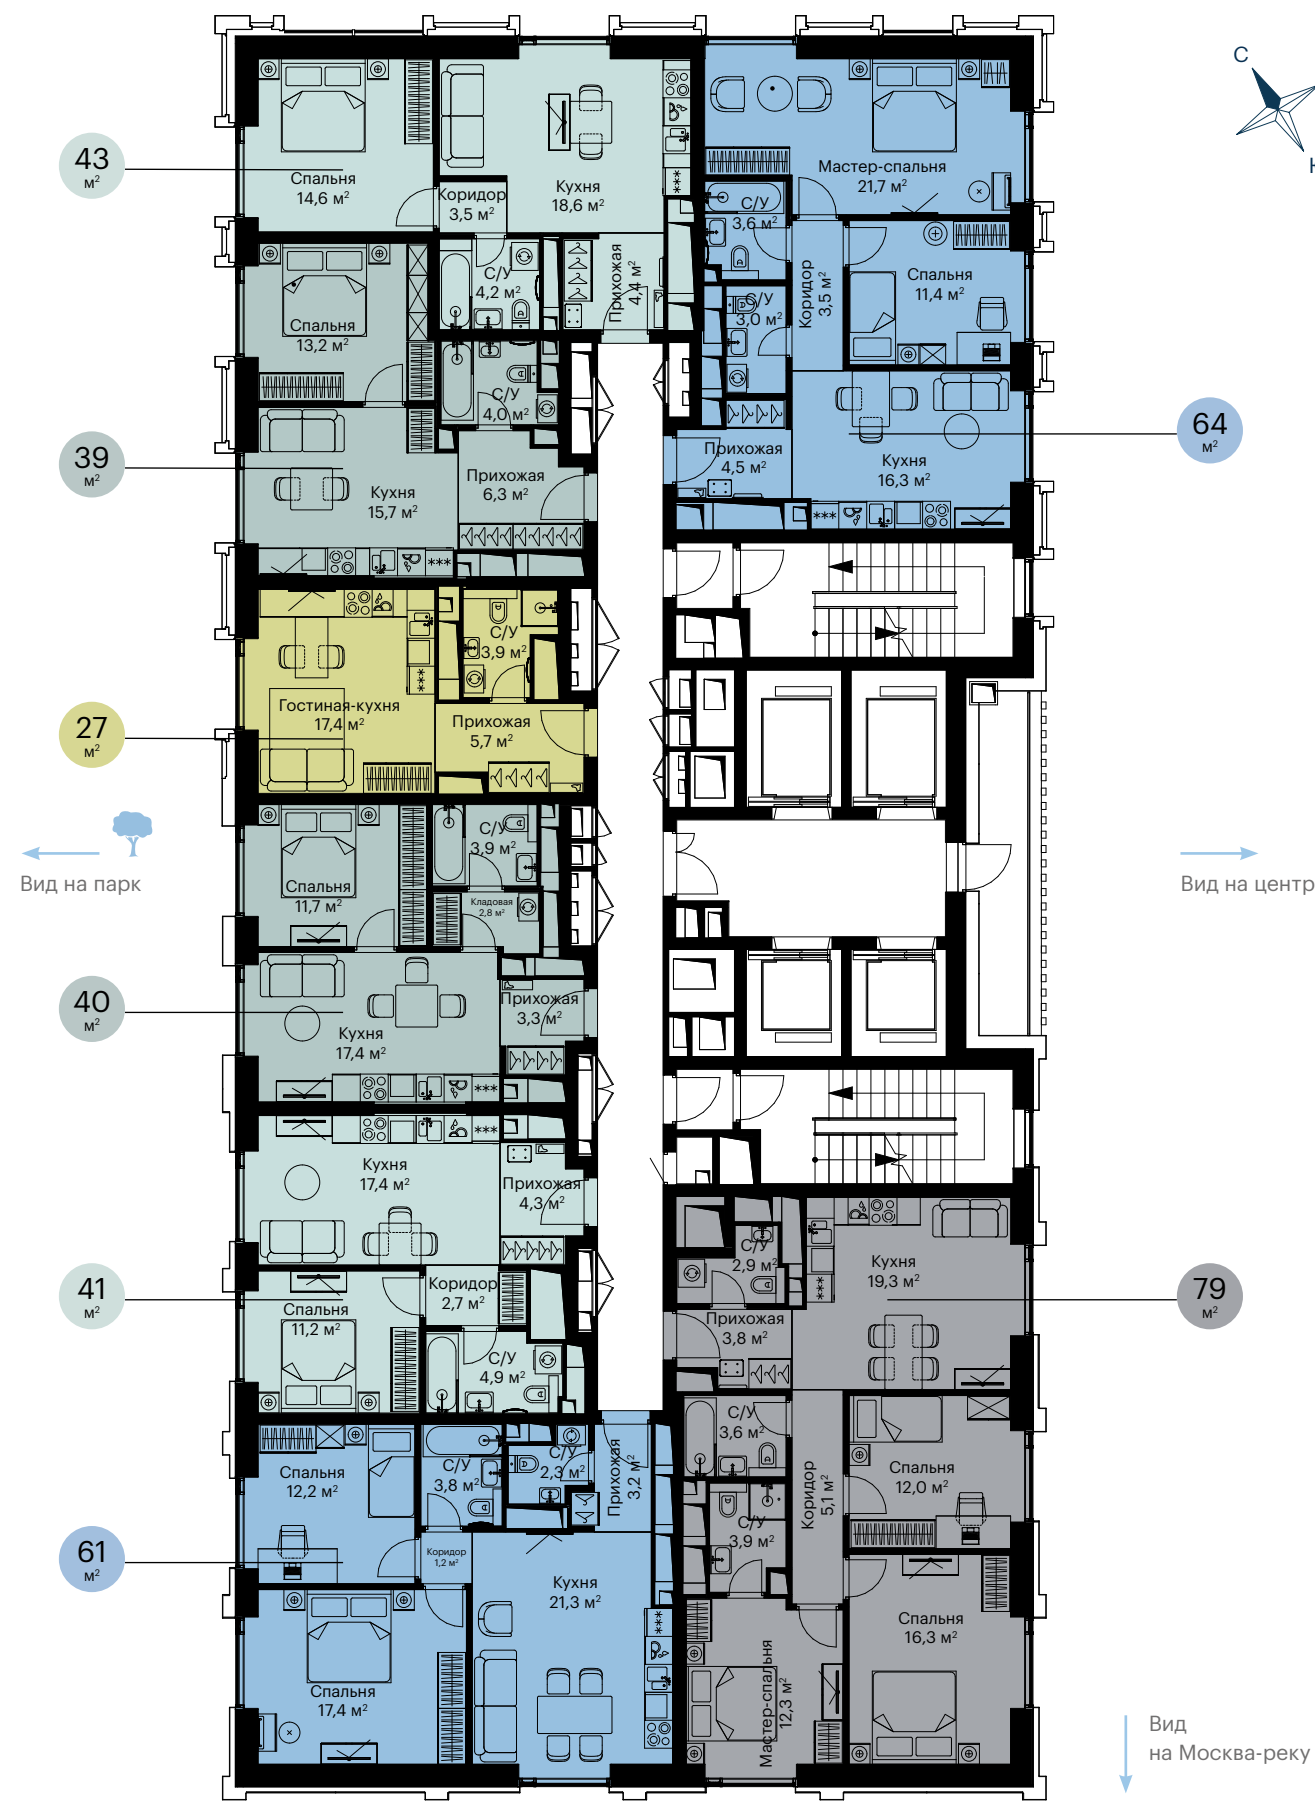 С
43
м²
Спальня
14,6 м²
Коридор
3,5 м²
Кухня
18,6 м²
С/У
4,2 м²
Прихожая
4,4 м²
Мастер-спальня
21,7 м²
С/У
3,6 м²
Спальня
11,4 м²
Коридор
3,5 м²
С/У
3,0 м²
Прихожая
4,5 м²
Кухня
16,3 м²
64
м²
Спальня
13,2 м²
С/У
4,0 м²
39
м²
Кухня
15,7 м²
Прихожая
6,3 м²
27
м²
Гостиная-кухня
17,4 м²
С/У
3,9 м²
Прихожая
5,7 м²
Вид на парк
Вид на центр
Спальня
11,7 м²
С/У
3,9 м²
Кладовая
2,8 м²
40
м²
Кухня
17,4 м²
Прихожая
3,3 м²
Кухня
17,4 м²
Прихожая
4,3 м²
41
м²
Спальня
11,2 м²
Коридор
2,7 м²
С/У
4,9 м²
С/У
2,9 м²
Кухня
19,3 м²
79
м²
Прихожая
3,8 м²
С/У
3,6 м²
Спальня
12,0 м²
Коридор
5,1 м²
С/У
3,9 м²
Спальня
16,3 м²
Мастер-спальня
12,3 м²
Спальня
12,2 м²
С/У
3,8 м²
С/У
2,3 м²
Прихожая
3,2 м²
61
м²
Коридор
1,2 м²
Кухня
21,3 м²
Спальня
17,4 м²
Вид
на Москва-реку